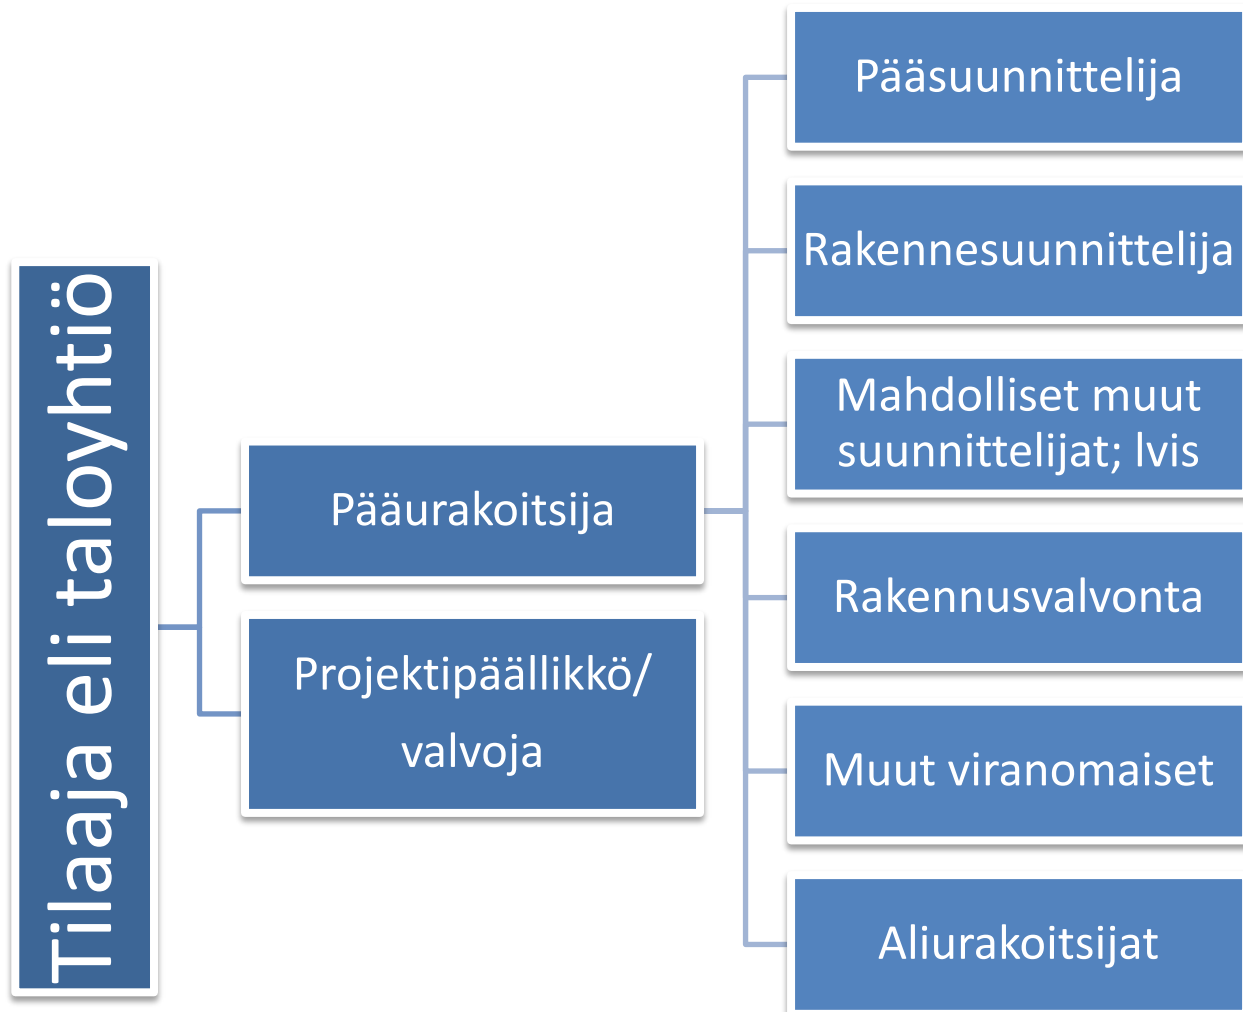 Tilaaja eli taloyhtiö
Pääurakoitsija
Projektipäällikkö/
valvoja
Pääsuunnittelija
Rakennesuunnittelija
Mahdolliset muut
suunnittelijat; lvis
Rakennusvalvonta
Muut viranomaiset
Aliurakoitsijat